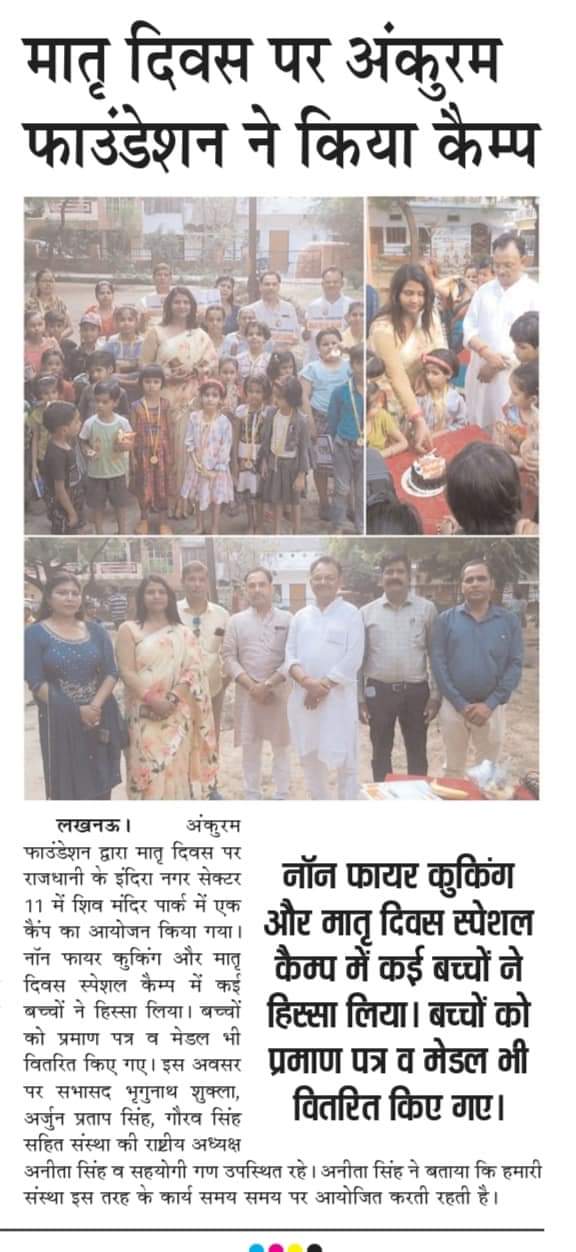 मातृ दिवस पर अंकुरम
फाउंडेशन ने किया कैम्प
लखनऊ। अंकुरम
फाउंडेशन द्वारा मातृ दिवस पर
राजधानी के इंदिरा नगर सेक्टर
11 में शिव मंदिर पार्क में एक
कैंप का आयोजन किया गया।
नॉन फायर कुकिंग और मातृ
दिवस स्पेशल कैम्प में कई
बच्चों ने हिस्सा लिया। बच्चों
को प्रमाण पत्र व मेडल भी
वितरित किए गए। इस अवसर
पर सभासद भृगुनाथ शुक्ला,
अर्जुन प्रताप सिंह, गौरव सिंह
सहित संस्था की राष्ट्रीय अध्यक्ष
अनीता सिंह व सहयोगी गण उपस्थित रहे। अनीता सिंह ने बताया कि हमारी
संस्था इस तरह के कार्य समय समय पर आयोजित करती रहती है।
नॉन फायर कुकिंग
और मातृ दिवस स्पेशल
कैम्प में कई बच्चों ने
हिस्सा लिया। बच्चों को
प्रमाण पत्र व मेडल भी
वितरित किए गए।